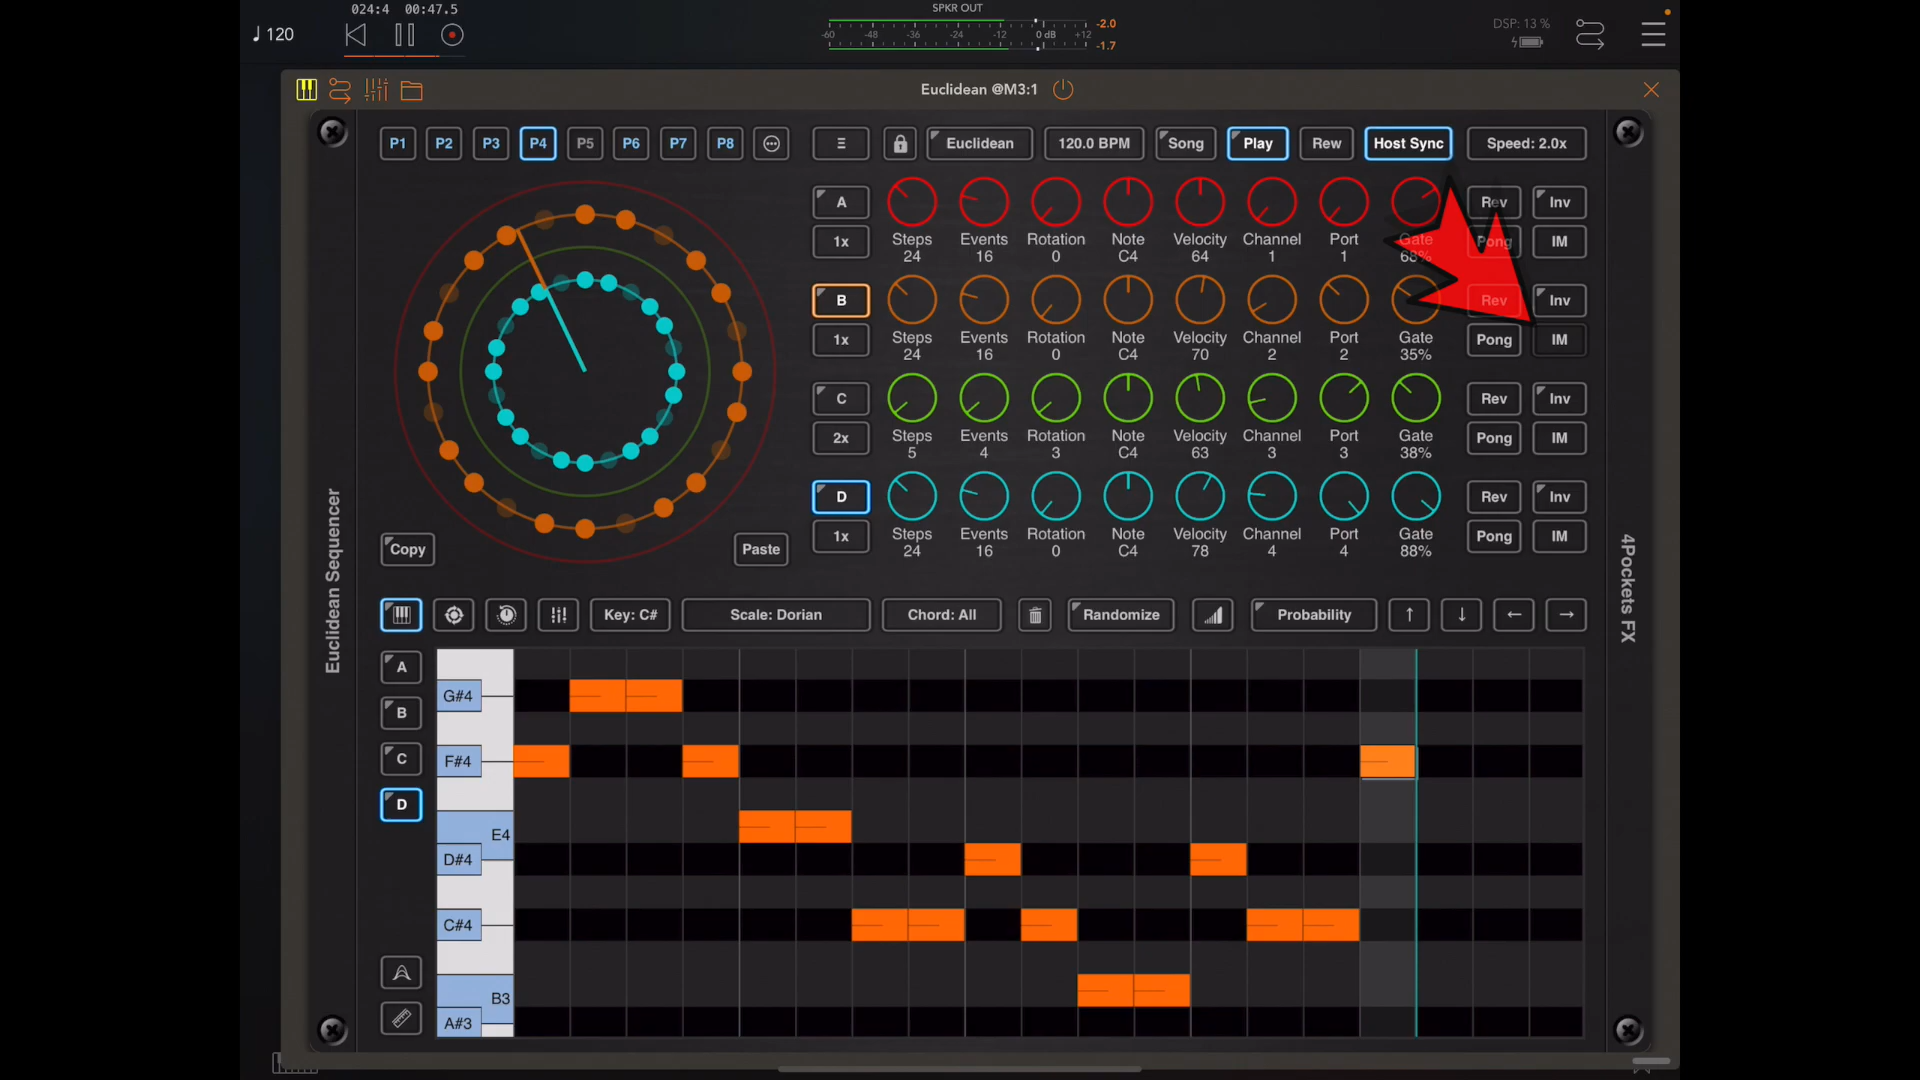 024:4 00:47.5
SPKR OUT
♩ 120
-60 -48 -36 -24 -12 0 dB +12
-2.0
-1.7
DSP: 13 %
Euclidean @M3:1
P1 P2 P3 P4 P5 P6 P7 P8
Euclidean 120.0 BPM Song Play Rew Host Sync Speed: 2.0x
A
1x
Steps Events Rotation Note Velocity Channel Port Gate
24 16 0 C4 64 1 1 68%
Rev Inv
Pong IM
B
1x
Steps Events Rotation Note Velocity Channel Port Gate
24 16 0 C4 70 2 2 35%
Rev Inv
Pong IM
C
2x
Steps Events Rotation Note Velocity Channel Port Gate
5 4 3 C4 63 3 3 38%
Rev Inv
Pong IM
D
1x
Steps Events Rotation Note Velocity Channel Port Gate
24 16 0 C4 78 4 4 88%
Rev Inv
Pong IM
Copy Paste
Euclidean Sequencer
4Pockets FX
Key: C# Scale: Dorian Chord: All Randomize Probability ↑ ↓ ← →
A
B
C
D
G#4
F#4
E4
D#4
C#4
B3
A#3